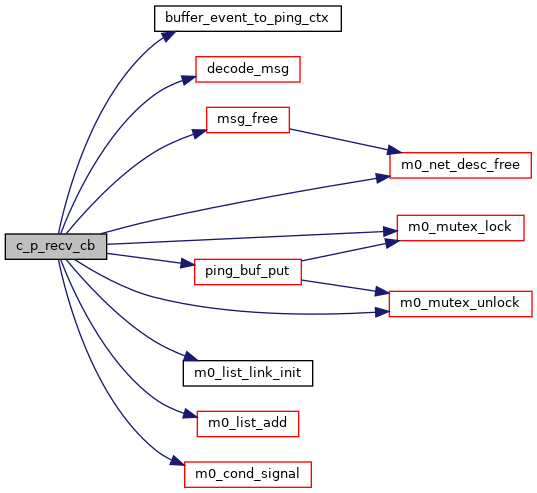 buffer_event_to_ping_ctx
decode_msg
msg_free
m0_net_desc_free
m0_mutex_lock
c_p_recv_cb
ping_buf_put
m0_mutex_unlock
m0_list_link_init
m0_list_add
m0_cond_signal